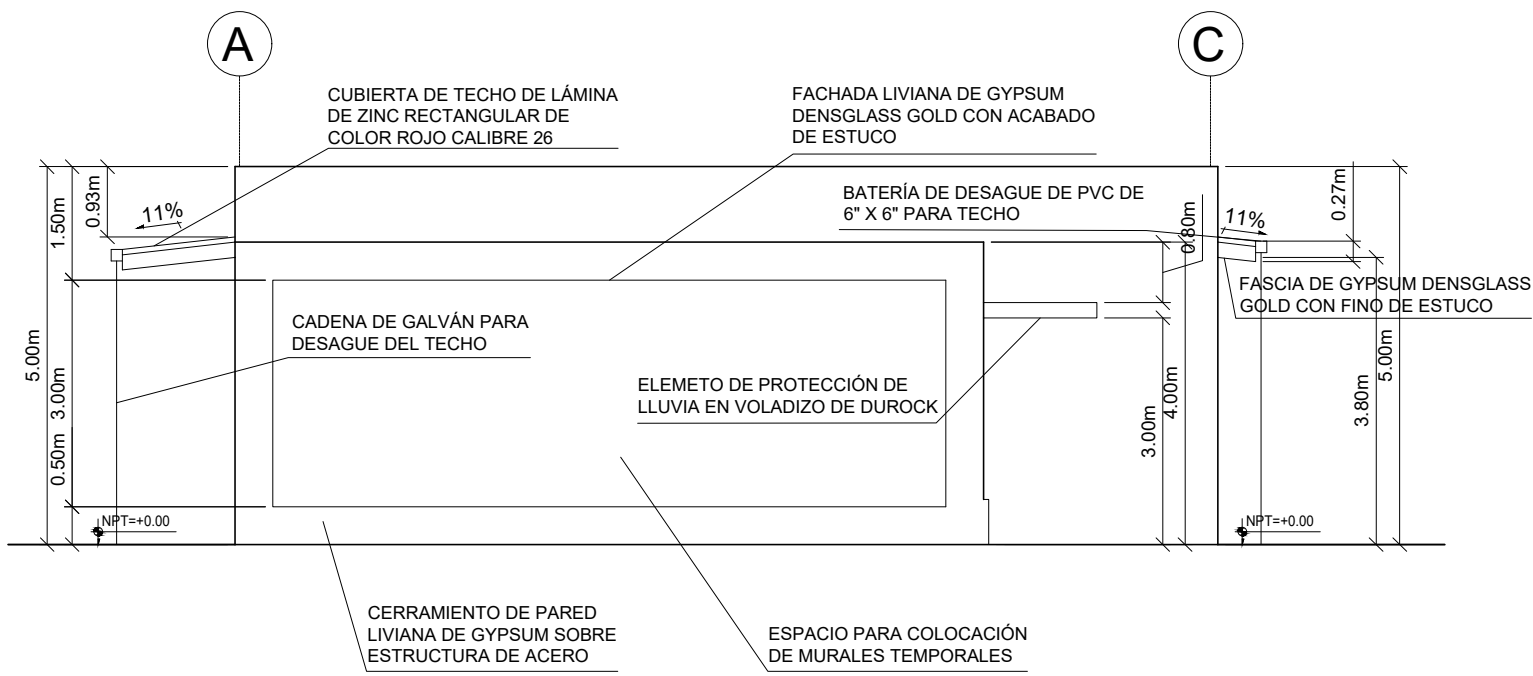 A
C
CUBIERTA DE TECHO DE LÁMINA
DE ZINC RECTANGULAR DE
COLOR ROJO CALIBRE 26
FACHADA LIVIANA DE GYPSUM
DENSGLASS GOLD CON ACABADO
DE ESTUCO
BATERÍA DE DESAGUE DE PVC DE
6" X 6" PARA TECHO
0.93m
1.50m
11%
0.80m
11%
0.27m
FASCIA DE GYPSUM DENSGLASS
GOLD CON FINO DE ESTUCO
CADENA DE GALVÁN PARA
DESAGUE DEL TECHO
5.00m
3.00m
0.50m
ELEMETO DE PROTECCIÓN DE
LLUVIA EN VOLADIZO DE DUROCK
3.00m
4.00m
3.80m
5.00m
NPT=+0.00
NPT=+0.00
CERRAMIENTO DE PARED
LIVIANA DE GYPSUM SOBRE
ESTRUCTURA DE ACERO
ESPACIO PARA COLOCACIÓN
DE MURALES TEMPORALES